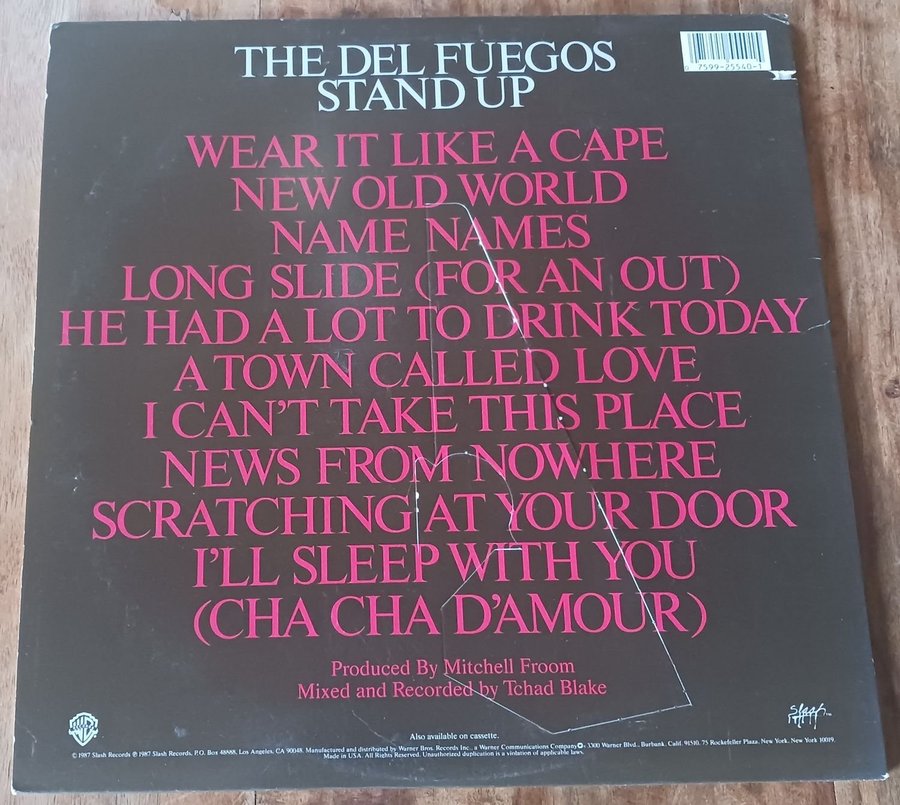 THE DEL FUEGOS
STAND UP
0 7599-25540-1
WEAR IT LIKE A CAPE
NEW OLD WORLD
NAME NAMES
LONG SLIDE (FOR AN OUT)
HE HAD A LOT TO DRINK TODAY
A TOWN CALLED LOVE
I CAN'T TAKE THIS PLACE
NEWS FROM NOWHERE
SCRATCHING AT YOUR DOOR
I'LL SLEEP WITH YOU
(CHA CHA D'AMOUR)
Produced By Mitchell Froom
Mixed and Recorded by Tchad Blake
WB
Slash
Also available on cassette.
© 1987 Slash Records ℗ 1987 Slash Records, P.O. Box 48888, Los Angeles, CA 90048. Manufactured and distributed by Warner Bros. Records Inc., a Warner Communications Company. 3300 Warner Blvd., Burbank, Calif. 91510. 75 Rockefeller Plaza, New York, New York 10019.
Made in USA. All Rights Reserved. Unauthorized duplication is a violation of applicable laws.